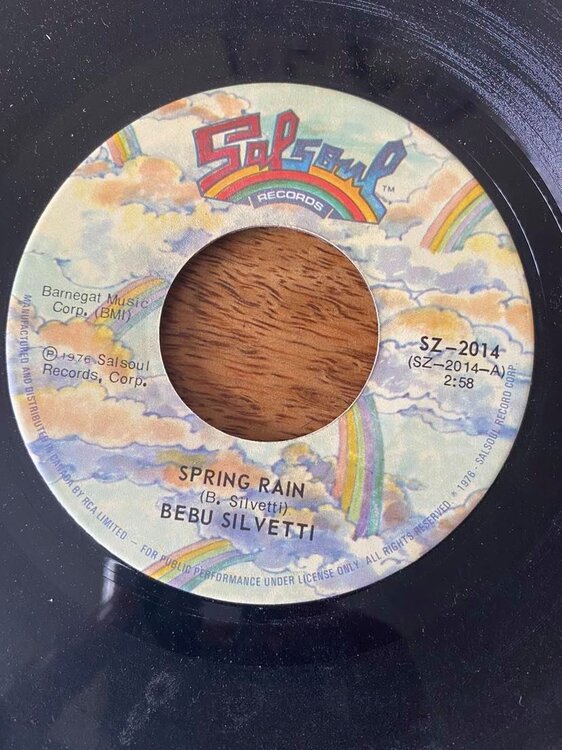 Salsoul
TM
RECORDS
Barnegat Music
Corp. (BMI)
Ⓟ 1976 Salsoul
Records, Corp.
SZ-2014
(SZ-2014-A)
2:58
SPRING RAIN
(B. Silvetti)
BEBU SILVETTI
MANUFACTURED AND DISTRIBUTED IN CANADA BY RCA LIMITED - FOR PUBLIC PERFORMANCE UNDER LICENSE ONLY. ALL RIGHTS RESERVED ℗ 1976 - SALSOUL RECORD CORP.